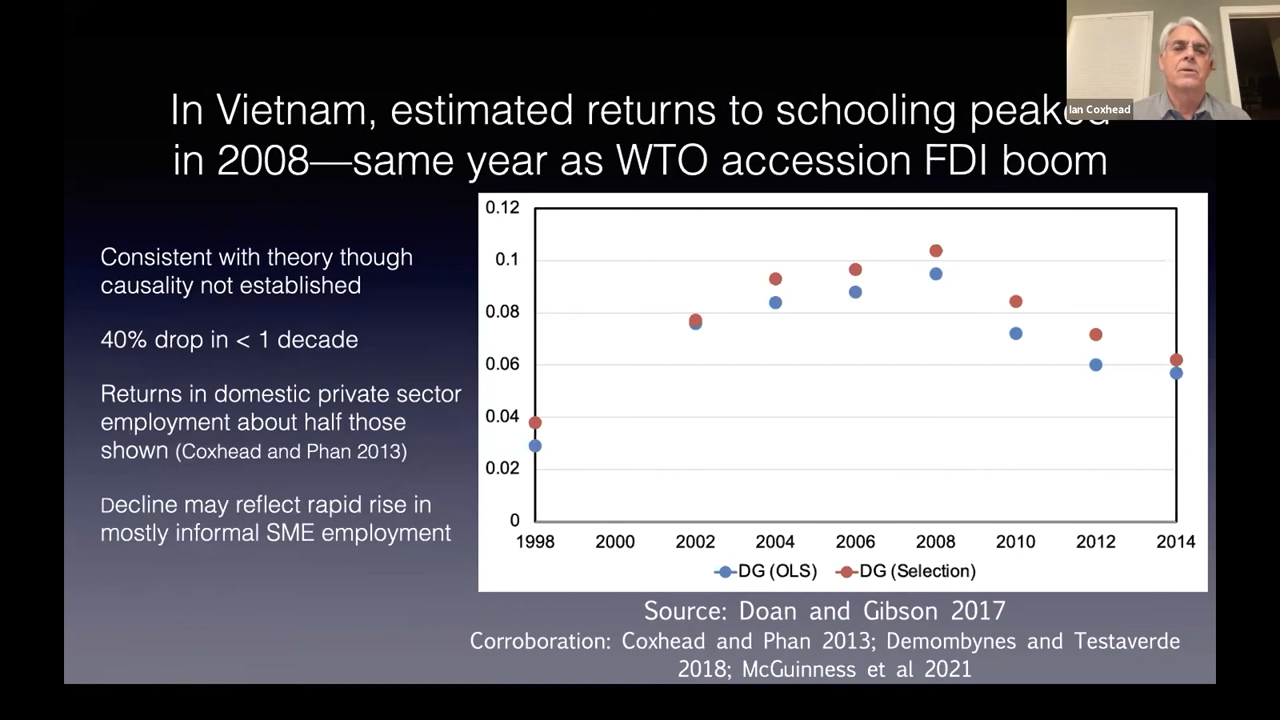 Ian Coxhead
In Vietnam, estimated returns to schooling peaked
in 2008—same year as WTO accession FDI boom
Consistent with theory though
causality not established
40% drop in < 1 decade
Returns in domestic private sector
employment about half those
shown (Coxhead and Phan 2013)
Decline may reflect rapid rise in
mostly informal SME employment
0.12
0.1
0.08
0.06
0.04
0.02
0
1998 2000 2002 2004 2006 2008 2010 2012 2014
DG (OLS) DG (Selection)
Source: Doan and Gibson 2017
Corroboration: Coxhead and Phan 2013; Demombynes and Testaverde
2018; McGuinness et al 2021